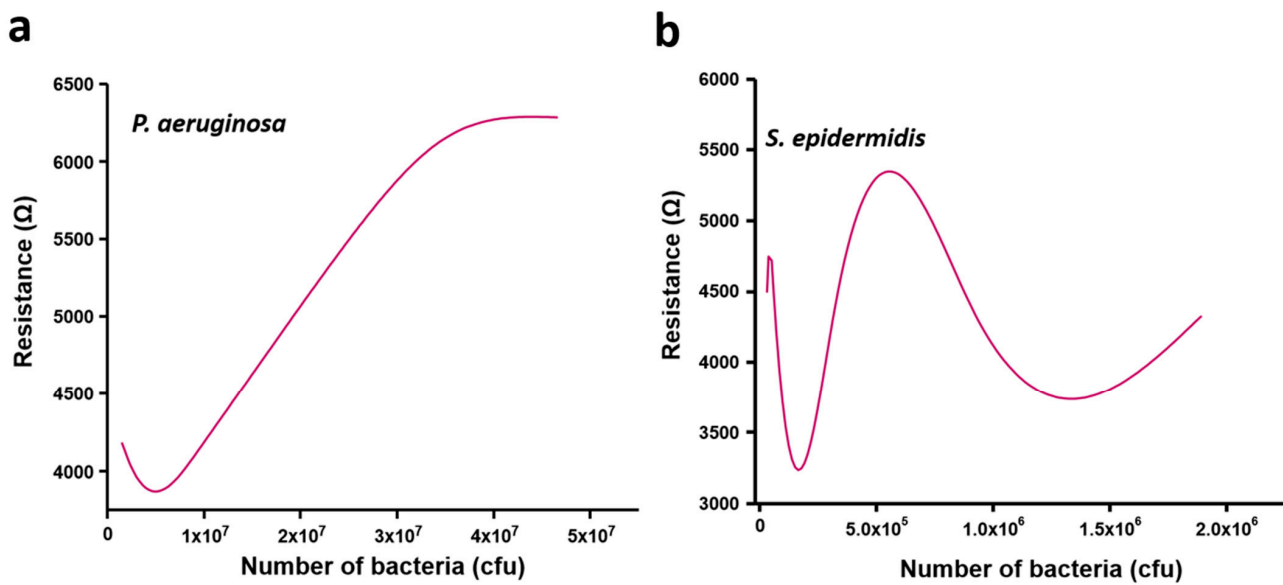 a
6500
6000
5500
5000
4500
4000
Resistance (Ω)
P. aeruginosa
0
1x10⁷
2x10⁷
3x10⁷
4x10⁷
5x10⁷
Number of bacteria (cfu)
b
6000
5500
5000
4500
4000
3500
3000
Resistance (Ω)
S. epidermidis
0
5.0x10⁵
1.0x10⁶
1.5x10⁶
2.0x10⁶
Number of bacteria (cfu)